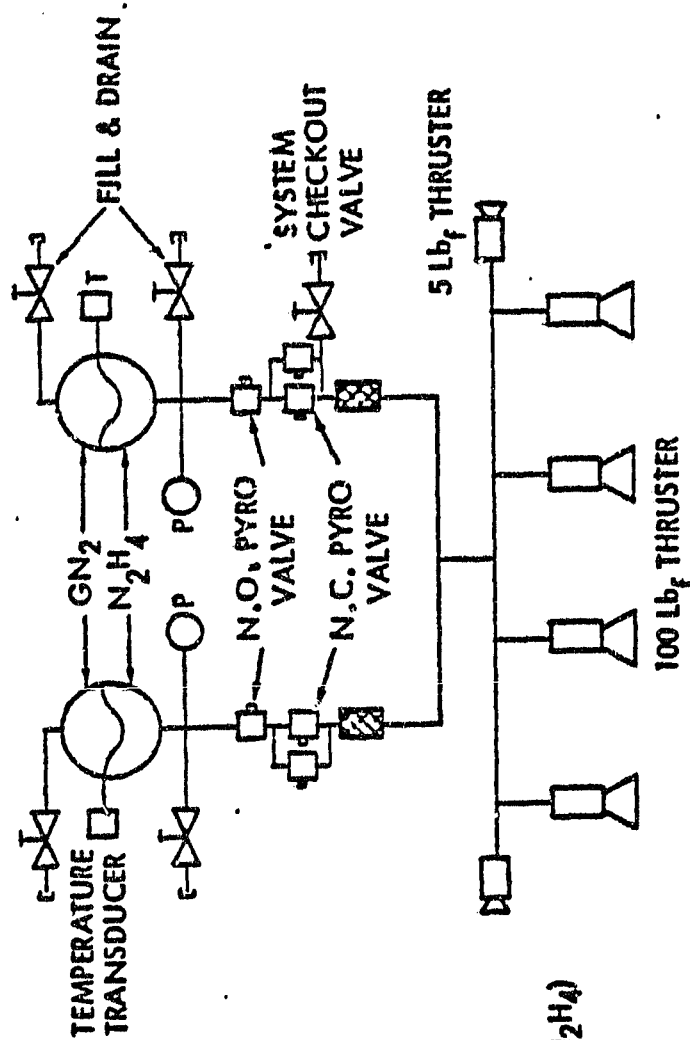 TEMPERATURE
TRANSDUCER
GN2
N2H4
T
FILL & DRAIN
P
P
N.O. PYRO
VALVE
N.C. PYRO
VALVE
SYSTEM
CHECKOUT
VALVE
5 Lbf THRUSTER
100 Lbf THRUSTER
2H4)